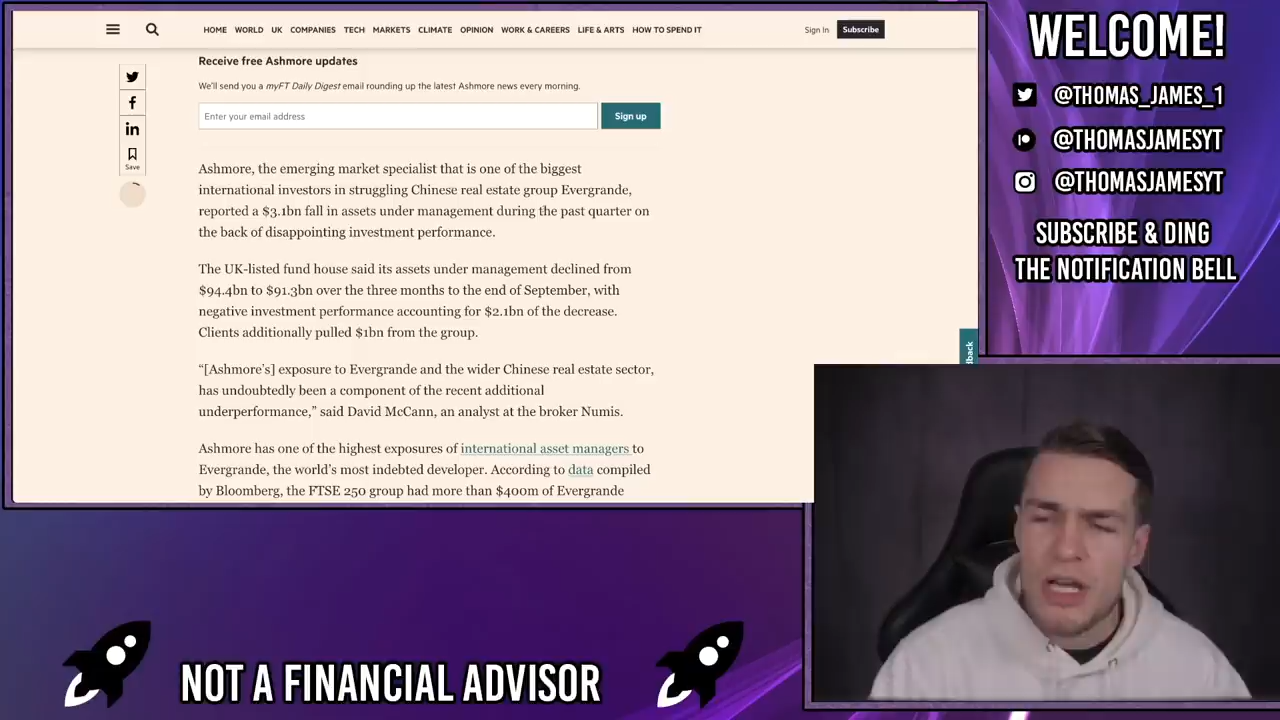 HOME WORLD UK COMPANIES TECH MARKETS CLIMATE OPINION WORK & CAREERS LIFE & ARTS HOW TO SPEND IT
Sign In Subscribe
Receive free Ashmore updates
We'll send you a myFT Daily Digest email rounding up the latest Ashmore news every morning.
Enter your email address
Sign up
Save
Ashmore, the emerging market specialist that is one of the biggest
international investors in struggling Chinese real estate group Evergrande,
reported a $3.1bn fall in assets under management during the past quarter on
the back of disappointing investment performance.
The UK-listed fund house said its assets under management declined from
$94.4bn to $91.3bn over the three months to the end of September, with
negative investment performance accounting for $2.1bn of the decrease.
Clients additionally pulled $1bn from the group.
“[Ashmore’s] exposure to Evergrande and the wider Chinese real estate sector,
has undoubtedly been a component of the recent additional
underperformance,” said David McCann, an analyst at the broker Numis.
Ashmore has one of the highest exposures of international asset managers to
Evergrande, the world’s most indebted developer. According to data compiled
by Bloomberg, the FTSE 250 group had more than $400m of Evergrande
WELCOME!
@THOMAS_JAMES_1
@THOMASJAMESYT
@THOMASJAMESYT
SUBSCRIBE & DING
THE NOTIFICATION BELL
NOT A FINANCIAL ADVISOR